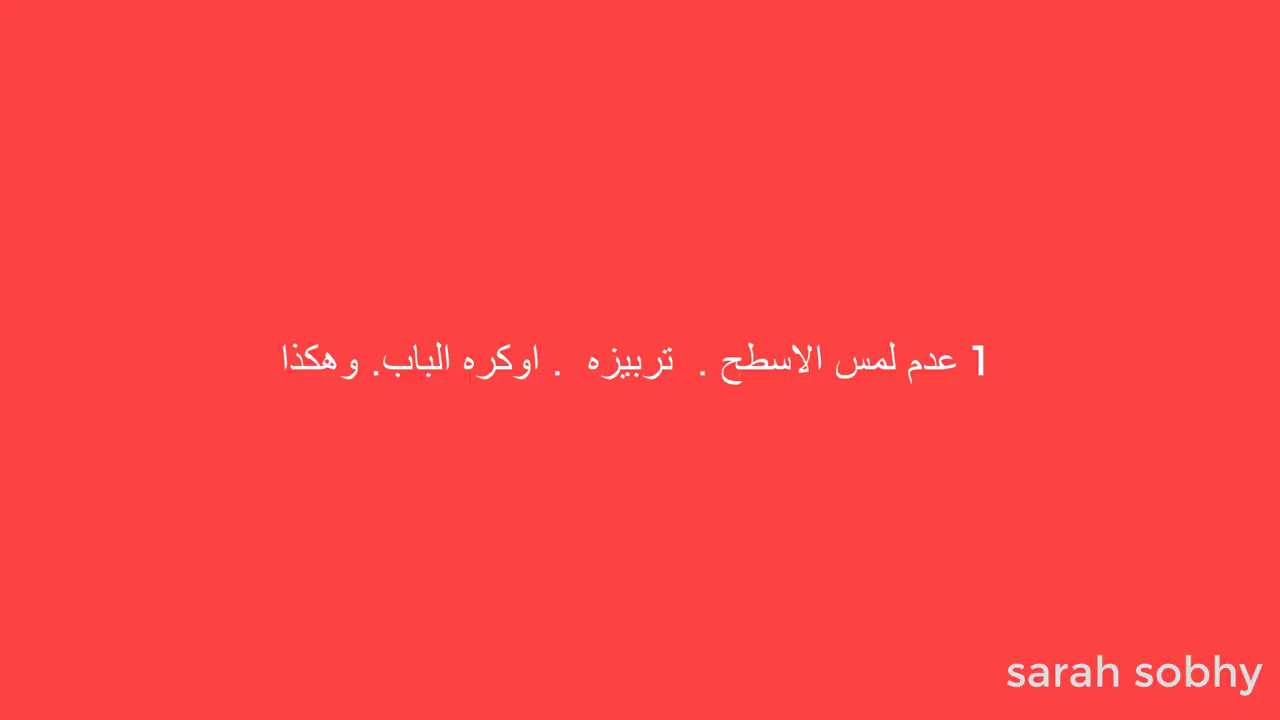 1 عدم لمس الاسطح . تربيزه . اوكره الباب. وهكذا
sarah sobhy